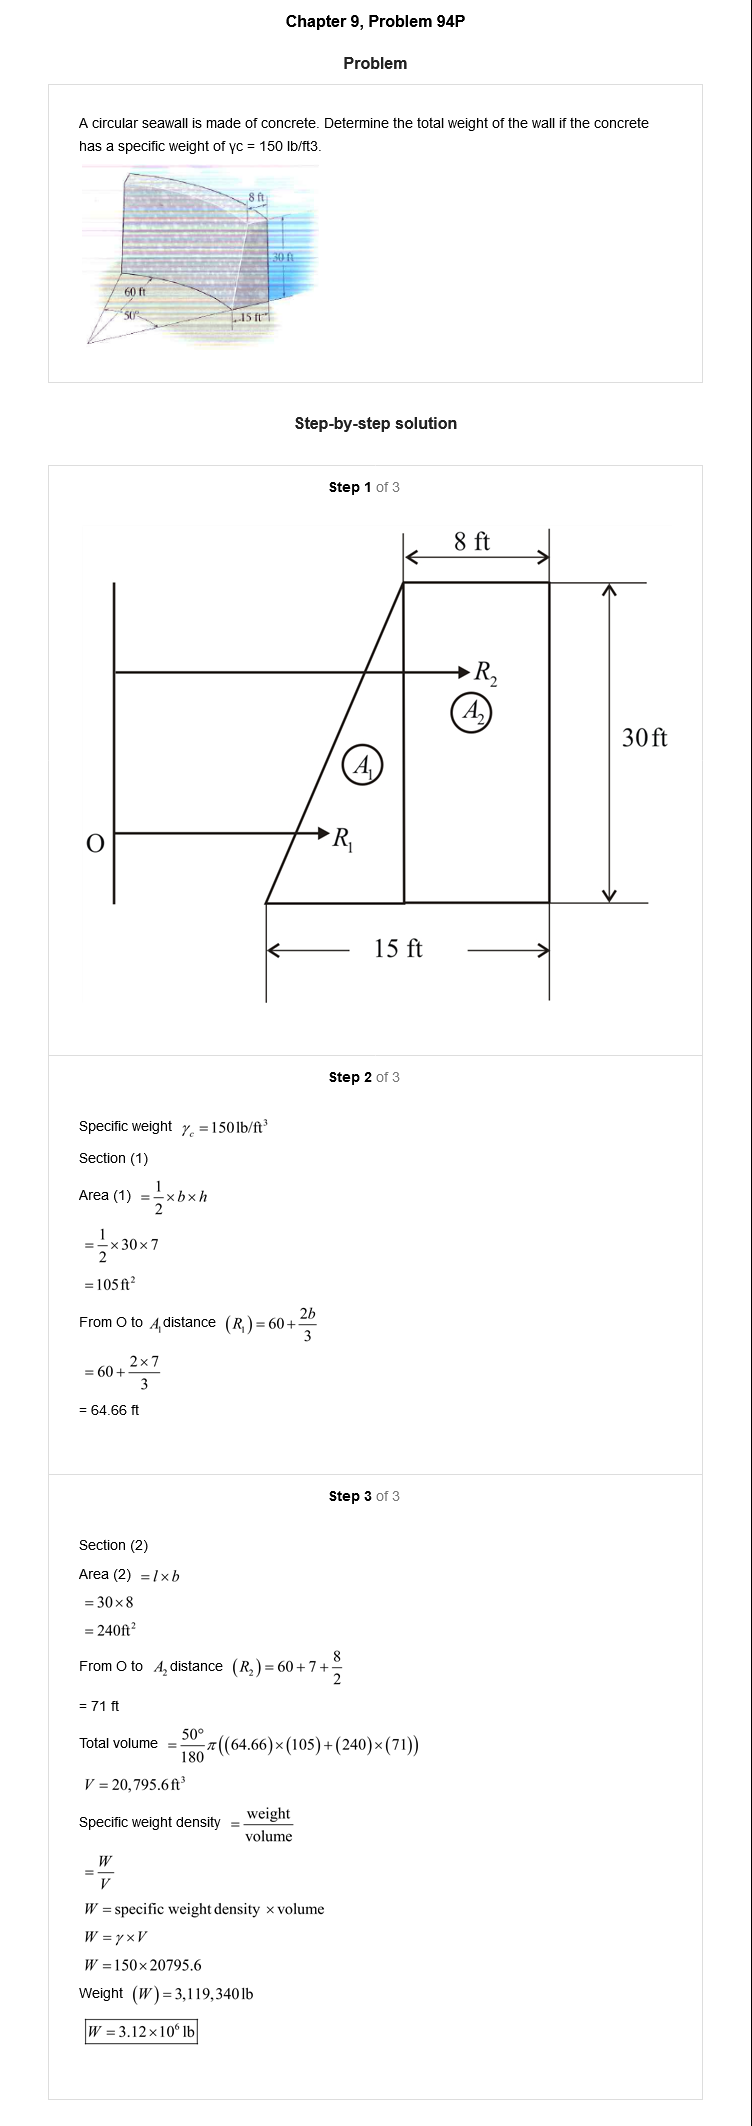 Chapter 9, Problem 94P
Problem
A circular seawall is made of concrete. Determine the total weight of the wall if the concrete
has a specific weight of γc = 150 lb/ft3.
8 ft
30 ft
60 ft
50°
15 ft
Step-by-step solution
Step 1 of 3
8 ft
R₂
A₂
30 ft
A₁
O
R₁
15 ft
Step 2 of 3
Specific weight γ_c = 150 lb/ft³
Section (1)
Area (1) = 1/2 × b × h
= 1/2 × 30 × 7
= 105 ft²
From O to A₁ distance (R₁) = 60 + 2b/3
= 60 + 2 × 7/3
= 64.66 ft
Step 3 of 3
Section (2)
Area (2) = l × b
= 30 × 8
= 240 ft²
From O to A₂ distance (R₂) = 60 + 7 + 8/2
= 71 ft
Total volume = 50°/180 π((64.66) × (105) + (240) × (71))
V = 20,795.6 ft³
Specific weight density = weight/volume
= W/V
W = specific weight density × volume
W = γ × V
W = 150 × 20795.6
Weight (W) = 3,119,340 lb
W = 3.12 × 10⁶ lb